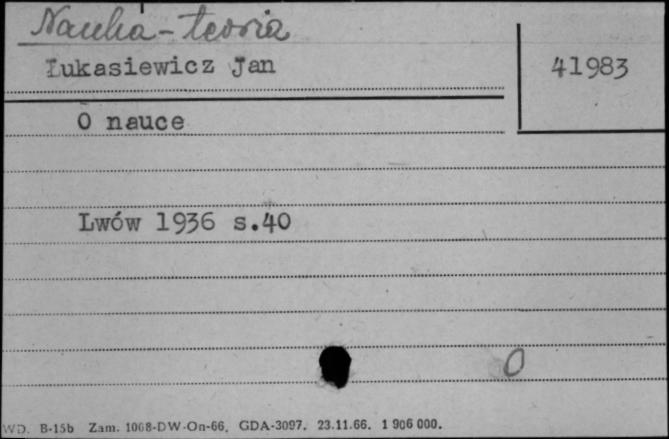 Nauka - teoria
Łukasiewicz Jan
41983
O nauce
Lwów 1936 s.40
0
WD. B-15b Zam. 1068-DW-On-66. GDA-3097. 23.11.66. 1 906 000.